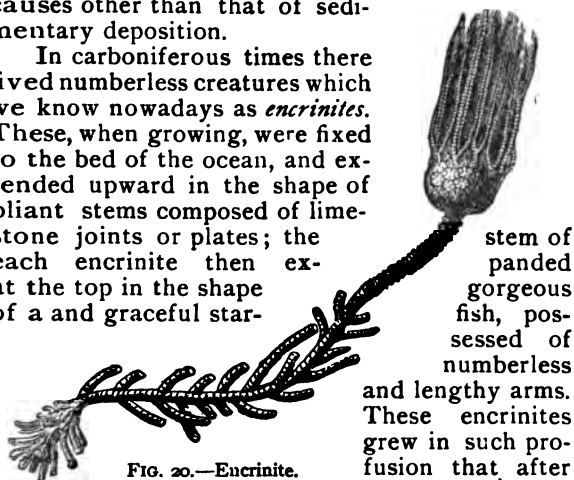 causes other than that of sedi-
mentary deposition.
In carboniferous times there
ived numberless creatures which
we know nowadays as encrinites.
These, when growing, were fixed
to the bed of the ocean, and ex-
ended upward in the shape of
pliant stems composed of lime-
stone joints or plates; the stem of
each encrinite then ex- panded
at the top in the shape gorgeous
of a and graceful star- fish, pos-
sessed of
numberless
and lengthy arms.
These encrinites
grew in such pro-
fusion that after
FIG. 20.—Encrinite.